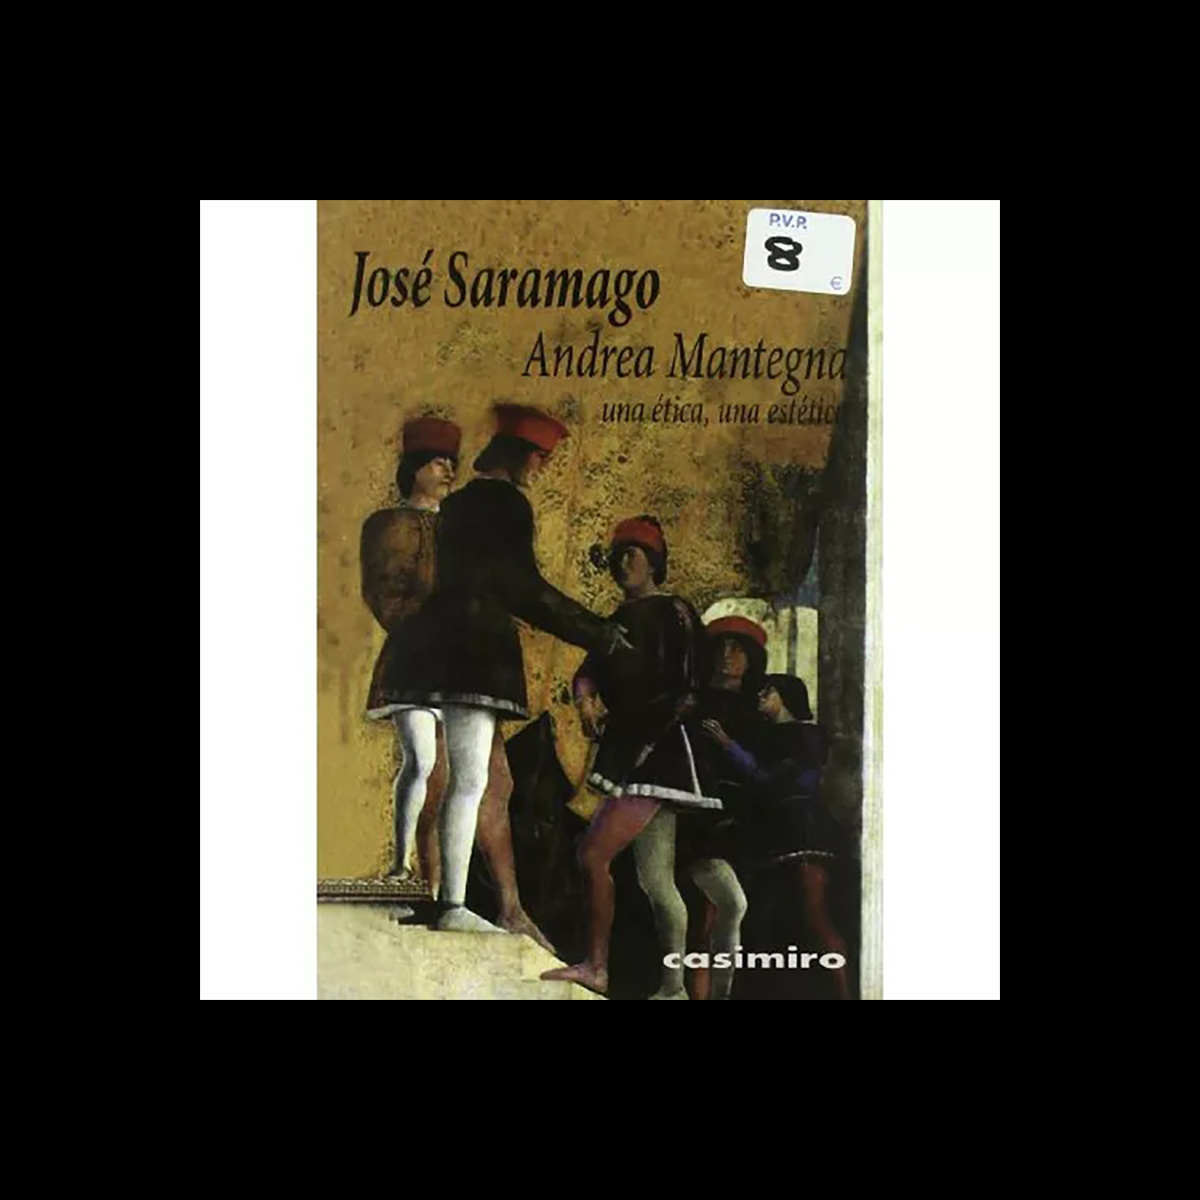 P.V.P.
8
€
José Saramago
Andrea Mantegna
una ética, una estétic
casimiro